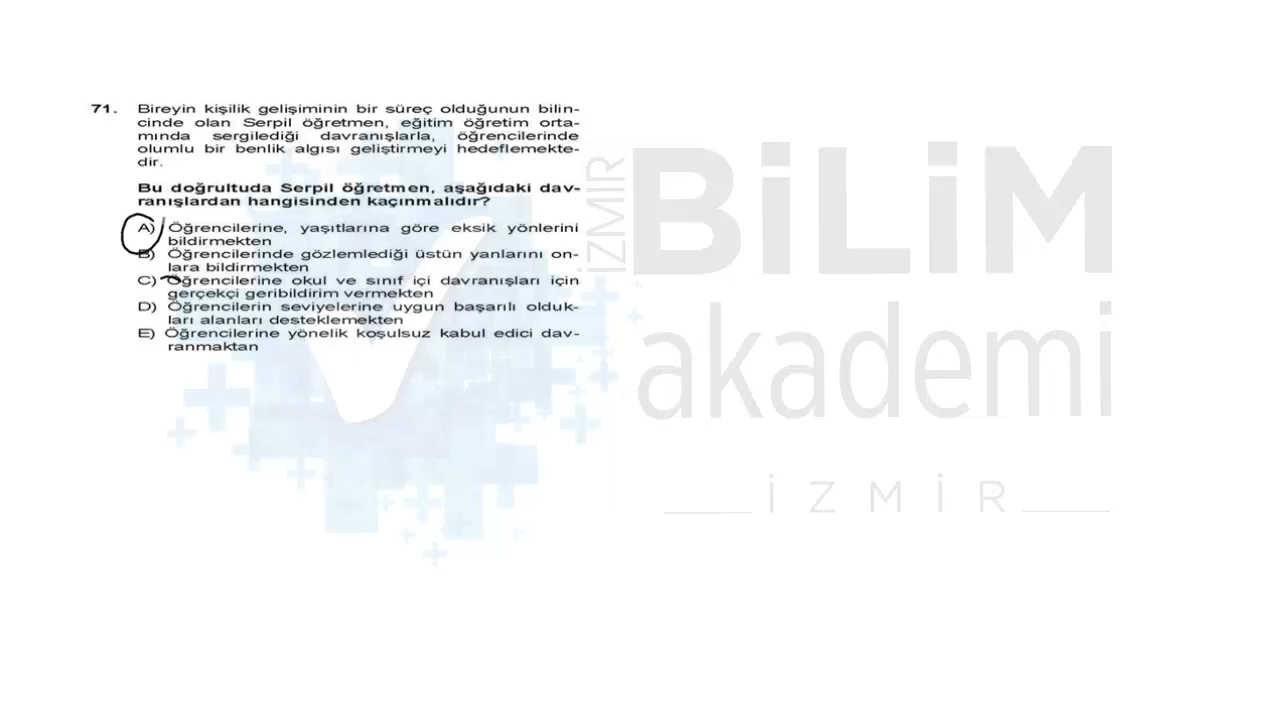 71. Bireyin kişilik gelişiminin bir süreç olduğunun bilin-
cinde olan Serpil öğretmen, eğitim öğretim orta-
mında sergilediği davranışlarla, öğrencilerinde
olumlu bir benlik algısı geliştirmeyi hedeflemekte-
dir.
Bu doğrultuda Serpil öğretmen, aşağıdaki dav-
ranışlardan hangisinden kaçınmalıdır?
A) Öğrencilerine, yaşıtlarına göre eksik yönlerini
bildirmekten
B) Öğrencilerinde gözlemlediği üstün yanlarını on-
lara bildirmekten
C) Öğrencilerine okul ve sınıf içi davranışları için
gerçekçi geribildirim vermekten
D) Öğrencilerin seviyelerine uygun başarılı olduk-
ları alanları desteklemekten
E) Öğrencilerine yönelik koşulsuz kabul edici dav-
ranmaktan
İZMİR
BİLİM
akademi
İZMİR